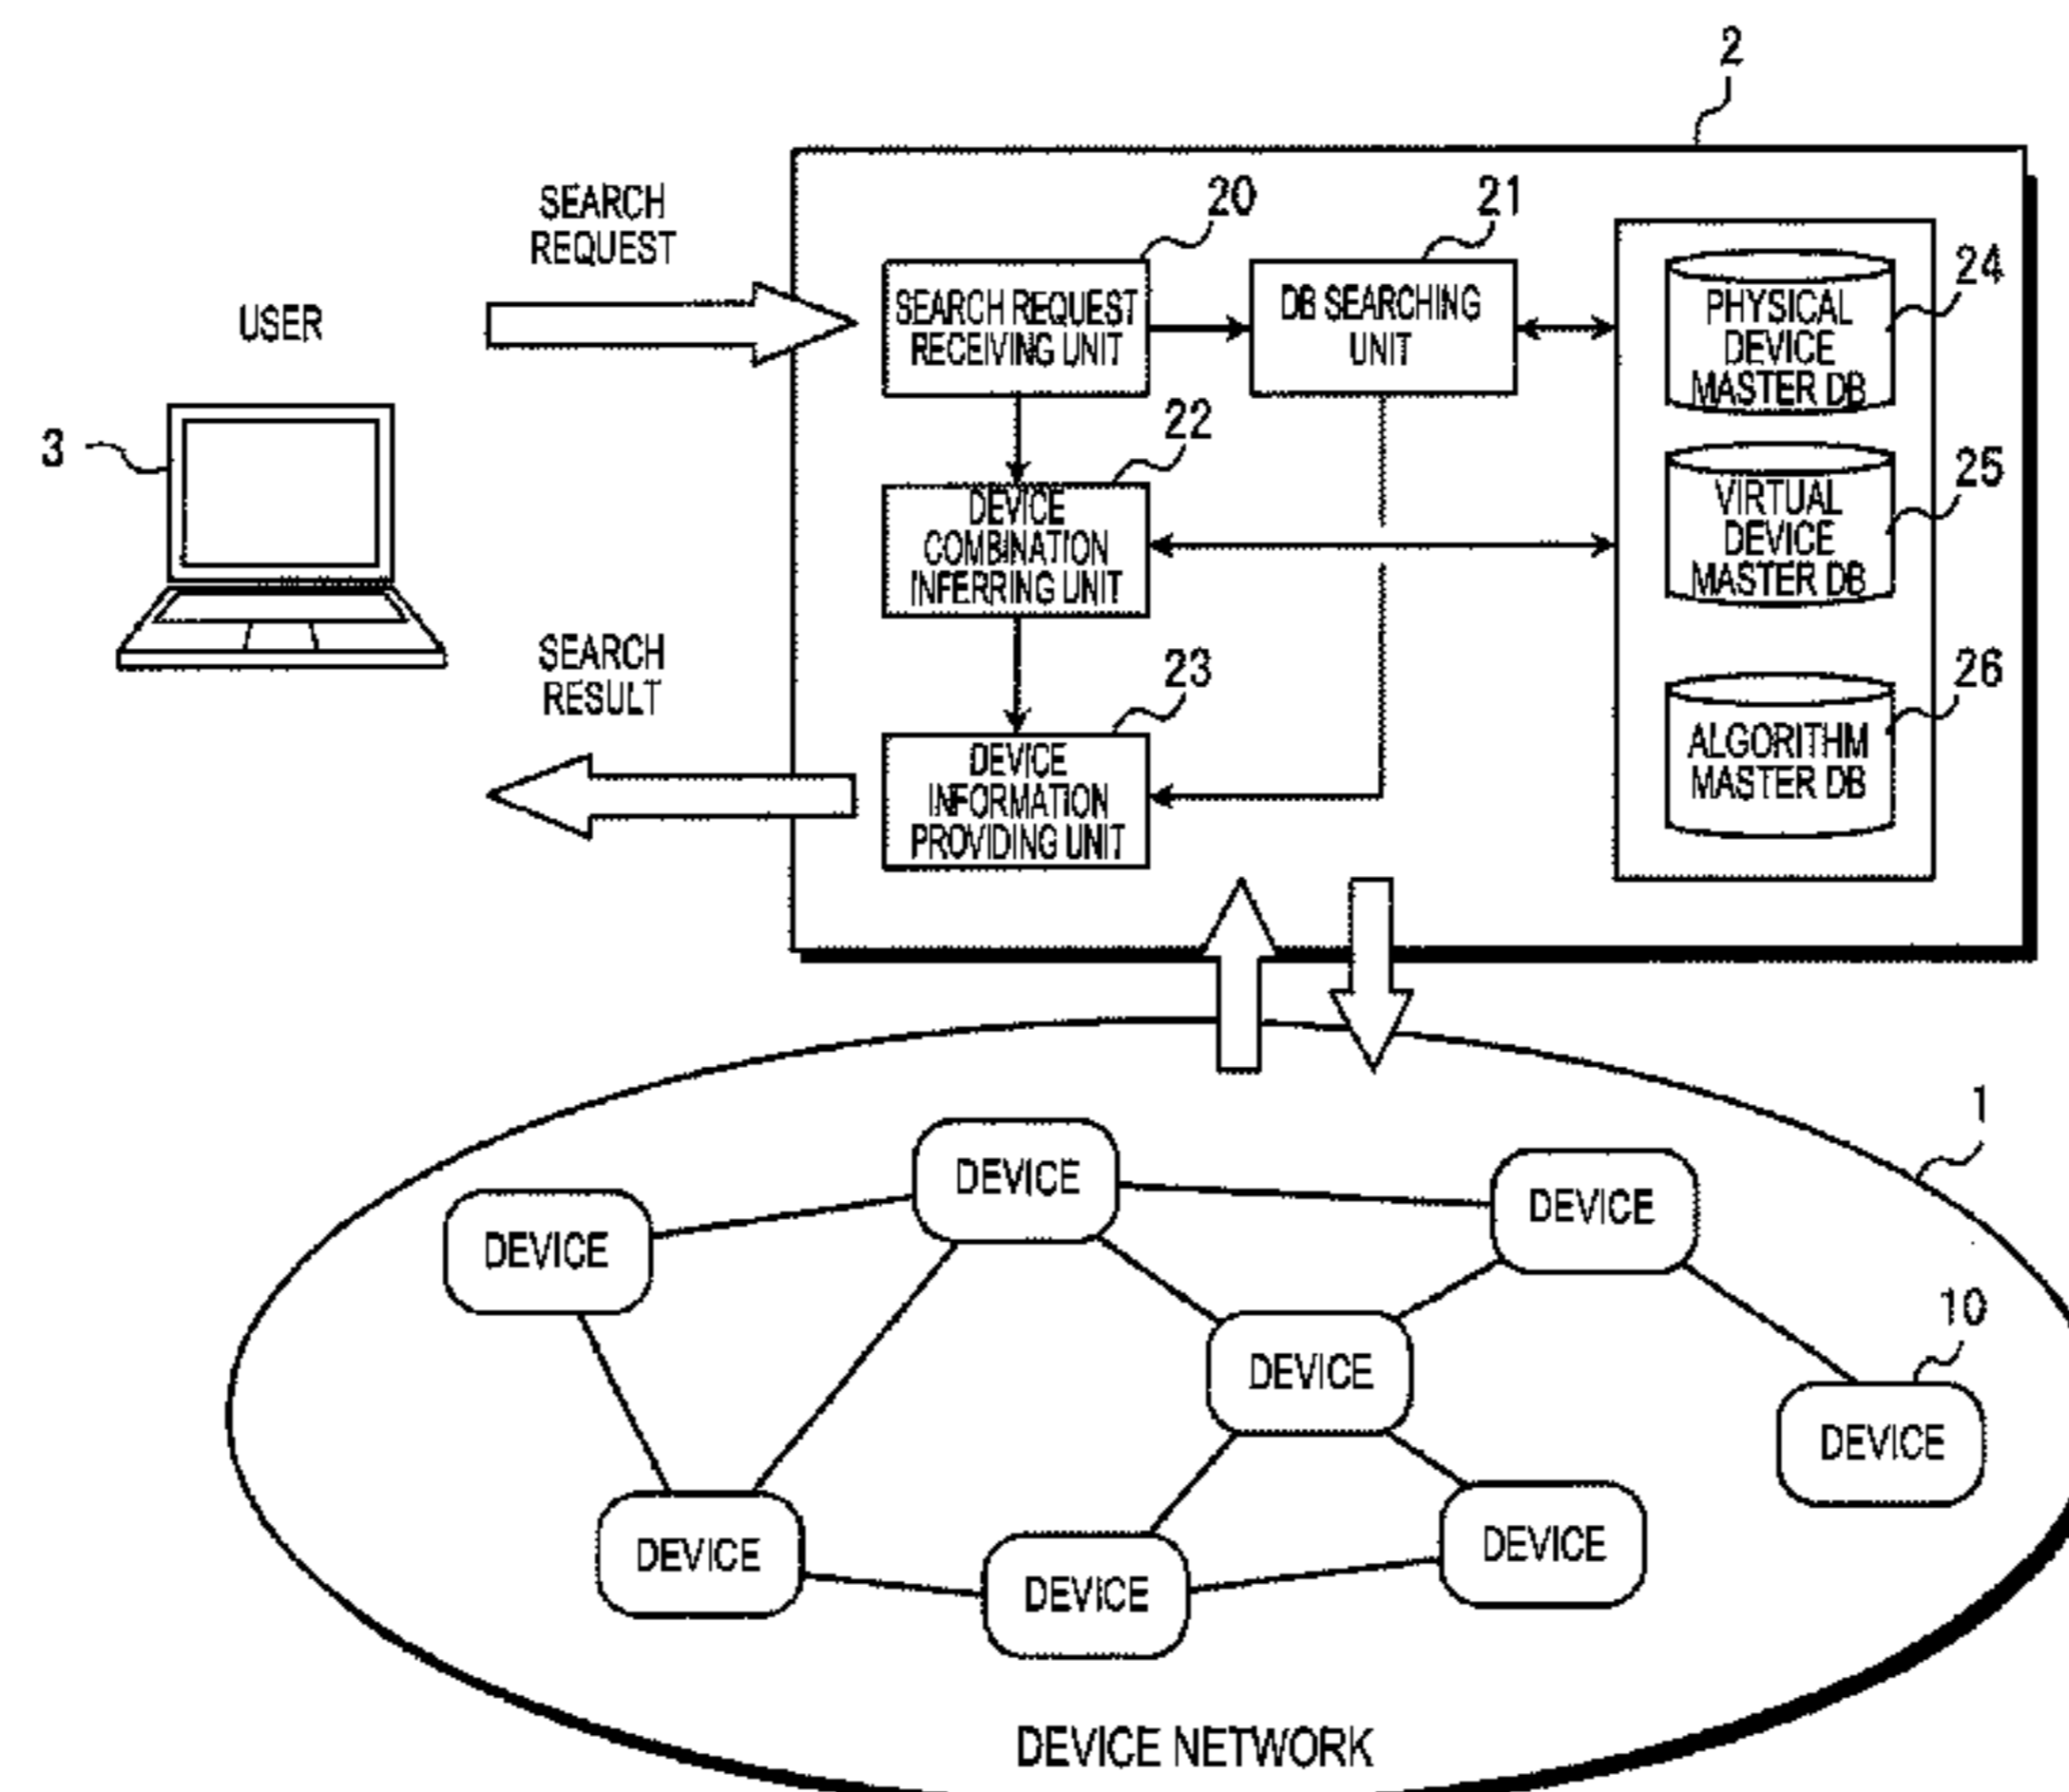 2
SEARCH
REQUEST
20
21
USER
SEARCH REQUEST
RECEIVING UNIT
DB SEARCHING
UNIT
PHYSICAL
DEVICE
MASTER DB
24
3
22
DEVICE
COMBINATION
INFERRING UNIT
VIRTUAL
DEVICE
MASTER DB
25
SEARCH
RESULT
23
DEVICE
INFORMATION
PROVIDING UNIT
ALGORITHM
MASTER DB
26
1
DEVICE
DEVICE
DEVICE
DEVICE
10
DEVICE
DEVICE
DEVICE
DEVICE
DEVICE NETWORK